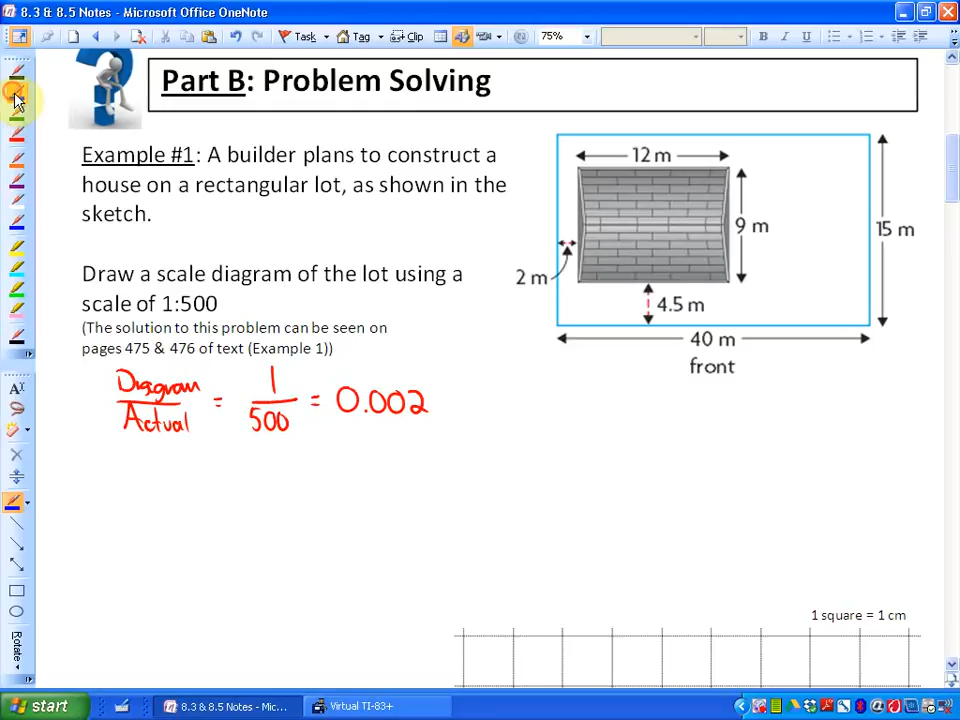 8.3 & 8.5 Notes - Microsoft Office OneNote
Task
Tag
Clip
75%
B I U
Part B: Problem Solving
Example #1: A builder plans to construct a
house on a rectangular lot, as shown in the
sketch.
Draw a scale diagram of the lot using a
scale of 1:500
(The solution to this problem can be seen on
pages 475 & 476 of text (Example 1))
12 m
9 m
15 m
2 m
4.5 m
40 m
front
Diagram
Actual
= 1
500
= 0.002
1 square = 1 cm
A
Rotate
start
8.3 & 8.5 Notes - Mic...
Virtual TI-83+